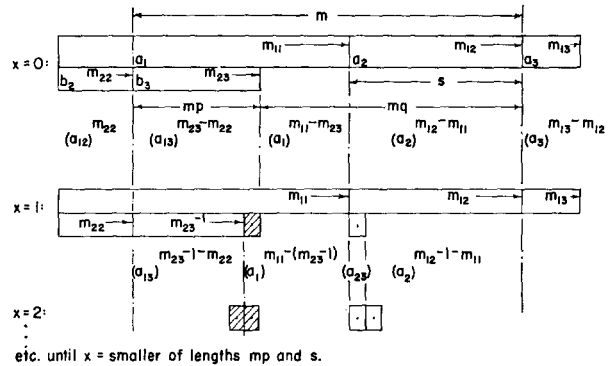 m
x = 0: a₁ m₁₁ a₂ m₁₂ a₃ m₁₃
b₂ m₂₂ b₃ m₂₃ s
mp mq
(a₁₂)^m₂₂ (a₁₃)^m₂₃−m₂₂ (a₁)^m₁₁−m₂₃ (a₂)^m₁₂−m₁₁ (a₃)^m₁₃−m₁₂
x = 1: m₁₁ m₁₂ m₁₃
m₂₂ m₂₃−1
(a₁₃)^m₂₃−1−m₂₂ (a₁)^m₁₁−(m₂₃−1) (a₂₃) (a₂)^m₁₂−1−m₁₁
x = 2:
etc. until x = smaller of lengths mp and s.